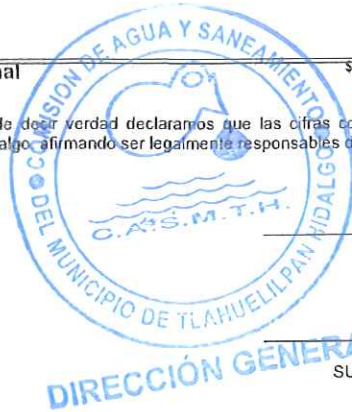 nal $
de decir verdad declaramos que las cifras co
algo, afirmando ser legalmente responsables d
COMISION DE AGUA Y SANEAMIENTO
C.A.S.M.T.H.
DEL MUNICIPIO DE TLAHUELILPAN HIDALGO
DIRECCIÓN GENERA
SU